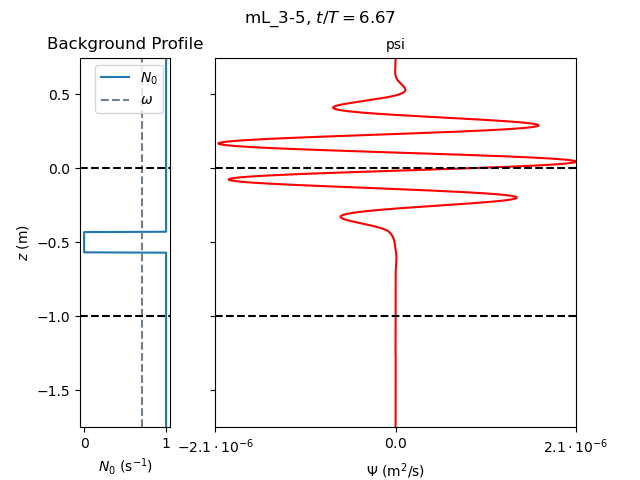 mL_3-5, t/T = 6.67
Background Profile
psi
N₀
ω
0.5
0.0
−0.5
−1.0
−1.5
z (m)
0
1
N₀ (s⁻¹)
−2.1 · 10⁻⁶
0.0
2.1 · 10⁻⁶
Ψ (m²/s)